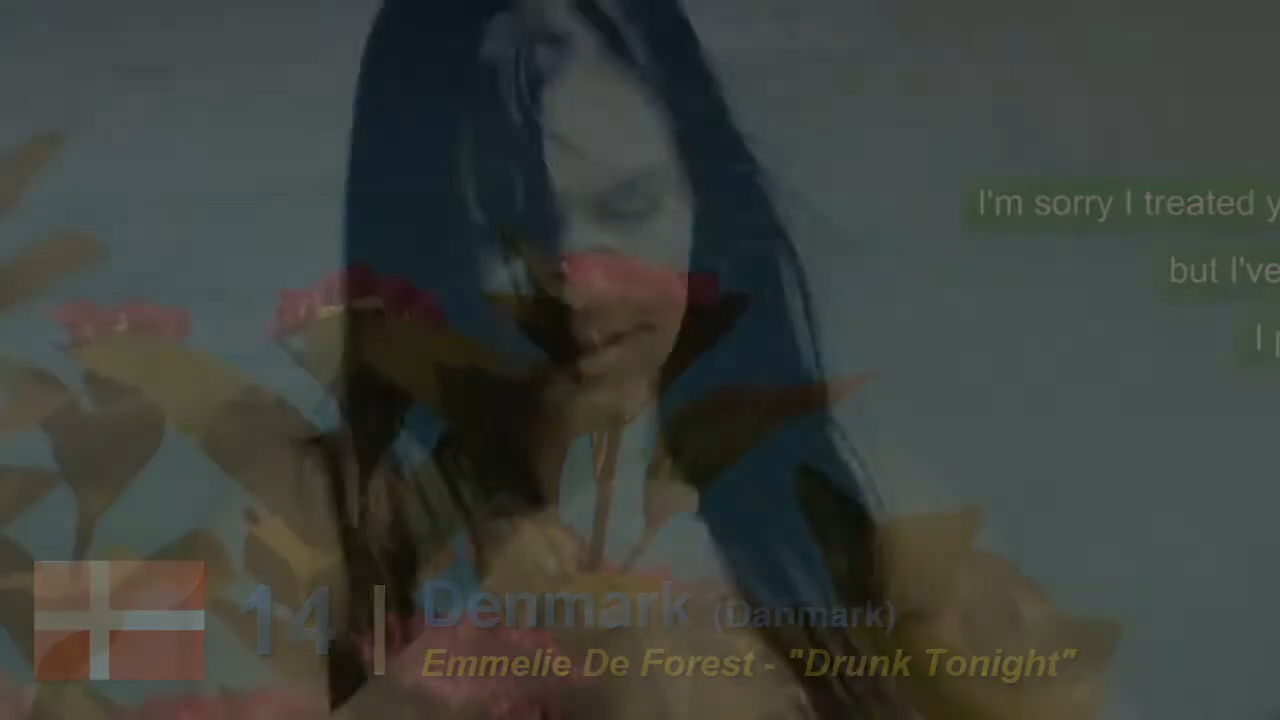 I'm sorry I treated y
but I've
I p
14 | Denmark (Danmark)
Emmelie De Forest - "Drunk Tonight"